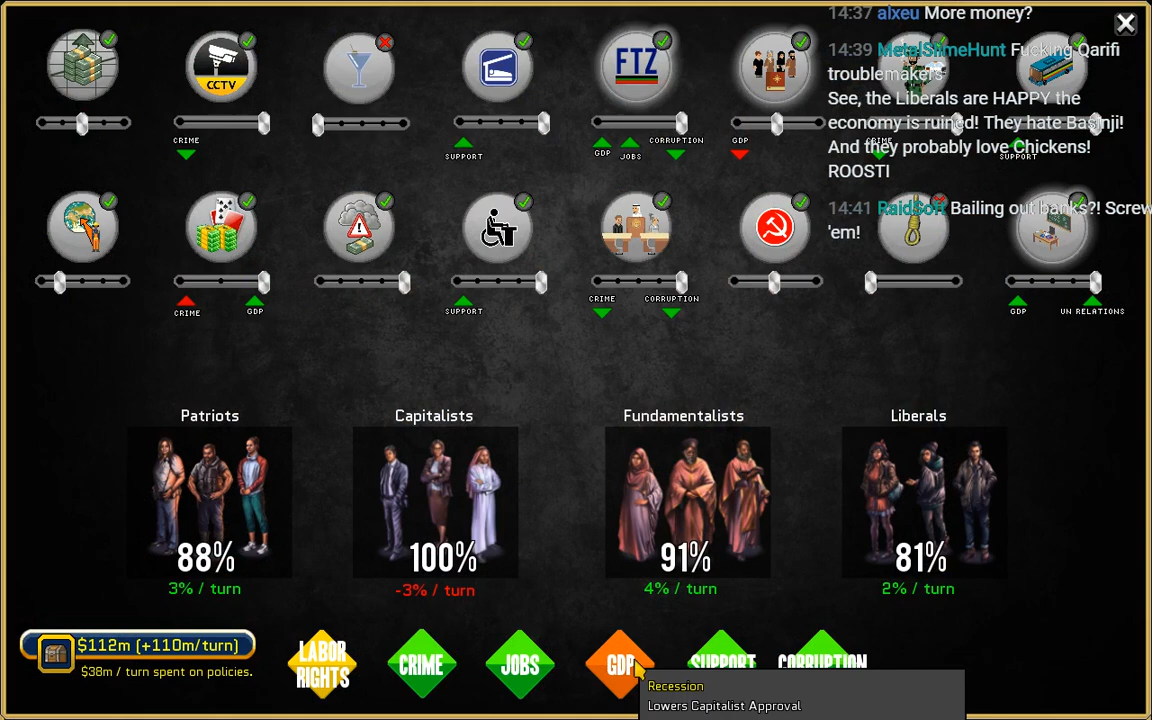 14:37 alxeu More money?
14:39 MetalSlimeHunt Fucking Qarifi
troublemakers
See, the Liberals are HAPPY the
economy is ruined! They hate Basinji!
And they probably love Chickens!
ROOSTI
14:41 RaidSoft Bailing out banks?! Screw
'em!
CCTV
FTZ
CRIME
SUPPORT
GDP
JOBS
CORRUPTION
GDP
CRIME
SUPPORT
CRIME
GDP
SUPPORT
CRIME
CORRUPTION
GDP
UN RELATIONS
Patriots
Capitalists
Fundamentalists
Liberals
88%
100%
91%
81%
3% / turn
-3% / turn
4% / turn
2% / turn
$112m (+110m/turn)
$38m / turn spent on policies.
LABOR
RIGHTS
CRIME
JOBS
GDP
SUPPORT
CORRUPTION
Recession
Lowers Capitalist Approval